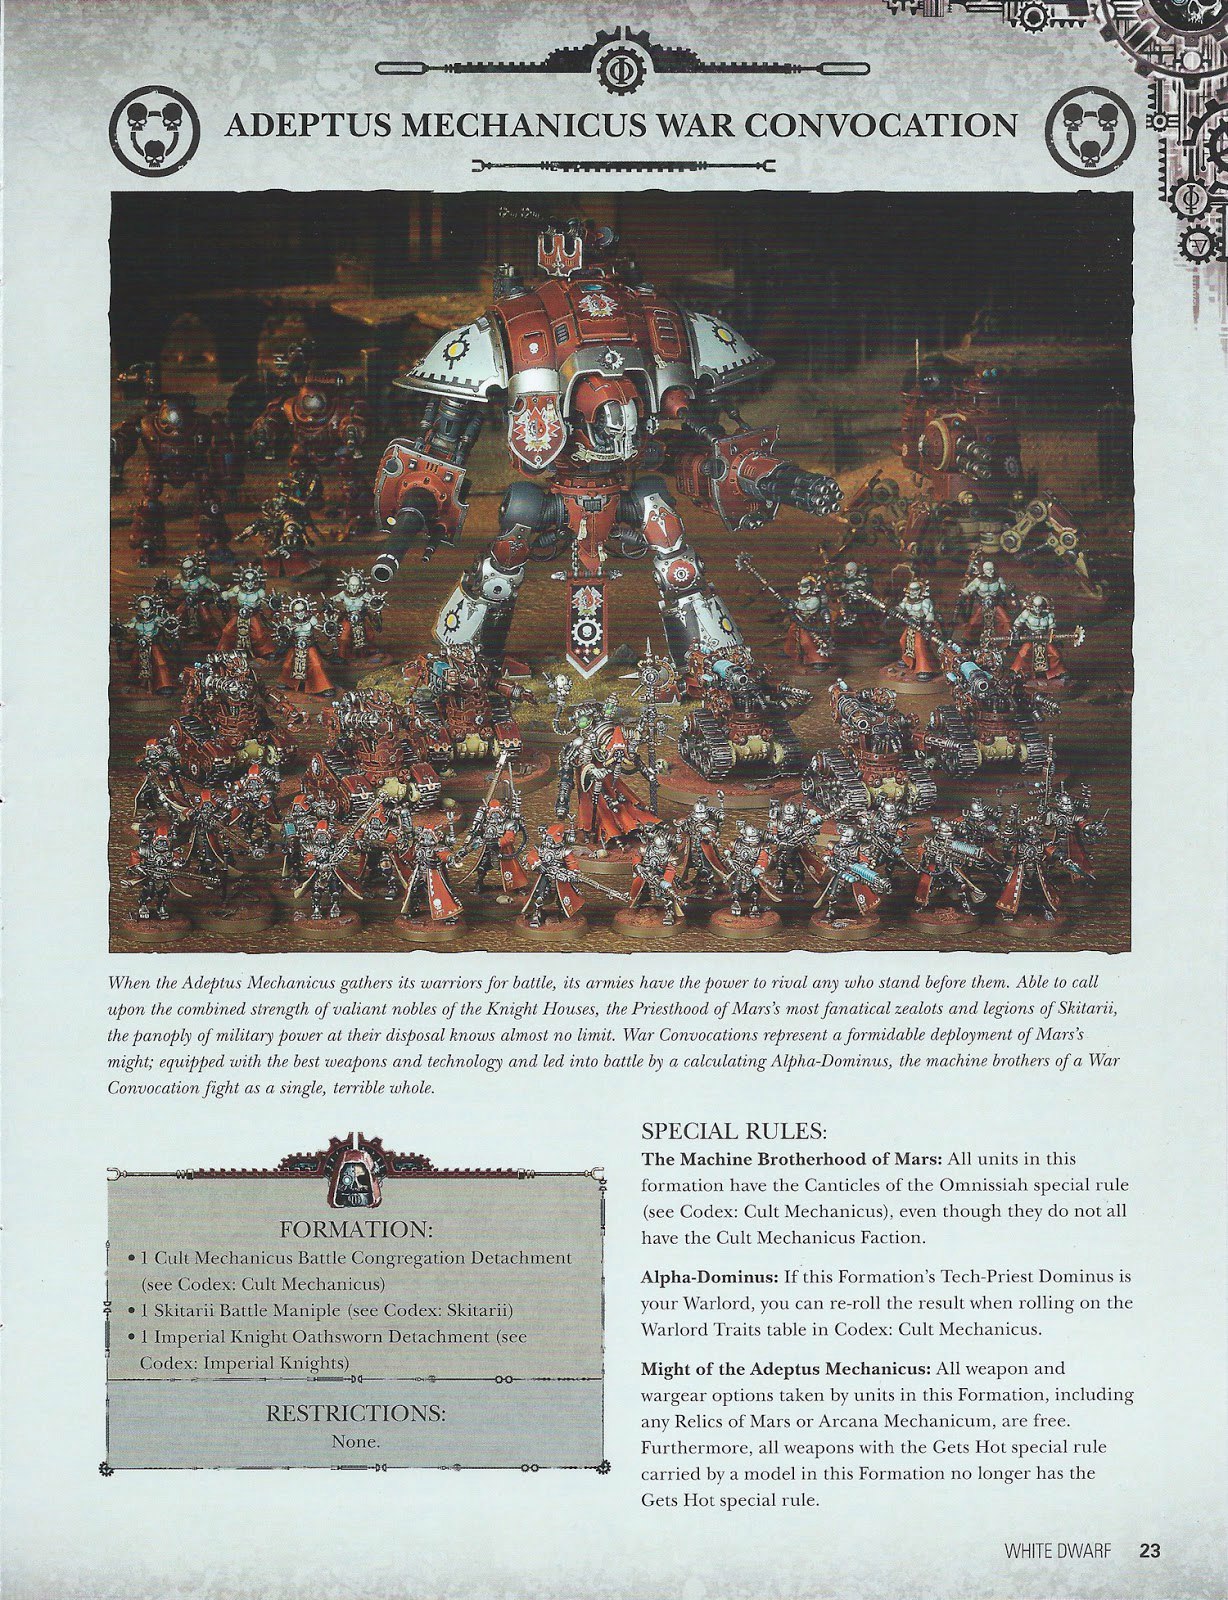 ADEPTUS MECHANICUS WAR CONVOCATION
When the Adeptus Mechanicus gathers its warriors for battle, its armies have the power to rival any who stand before them. Able to call
upon the combined strength of valiant nobles of the Knight Houses, the Priesthood of Mars's most fanatical zealots and legions of Skitarii,
the panoply of military power at their disposal knows almost no limit. War Convocations represent a formidable deployment of Mars's
might; equipped with the best weapons and technology and led into battle by a calculating Alpha-Dominus, the machine brothers of a War
Convocation fight as a single, terrible whole.
FORMATION:
• 1 Cult Mechanicus Battle Congregation Detachment
(see Codex: Cult Mechanicus)
• 1 Skitarii Battle Maniple (see Codex: Skitarii)
• 1 Imperial Knight Oathsworn Detachment (see
Codex: Imperial Knights)
RESTRICTIONS:
None.
SPECIAL RULES:
The Machine Brotherhood of Mars: All units in this
formation have the Canticles of the Omnissiah special rule
(see Codex: Cult Mechanicus), even though they do not all
have the Cult Mechanicus Faction.
Alpha-Dominus: If this Formation's Tech-Priest Dominus is
your Warlord, you can re-roll the result when rolling on the
Warlord Traits table in Codex: Cult Mechanicus.
Might of the Adeptus Mechanicus: All weapon and
wargear options taken by units in this Formation, including
any Relics of Mars or Arcana Mechanicum, are free.
Furthermore, all weapons with the Gets Hot special rule
carried by a model in this Formation no longer has the
Gets Hot special rule.
WHITE DWARF 23